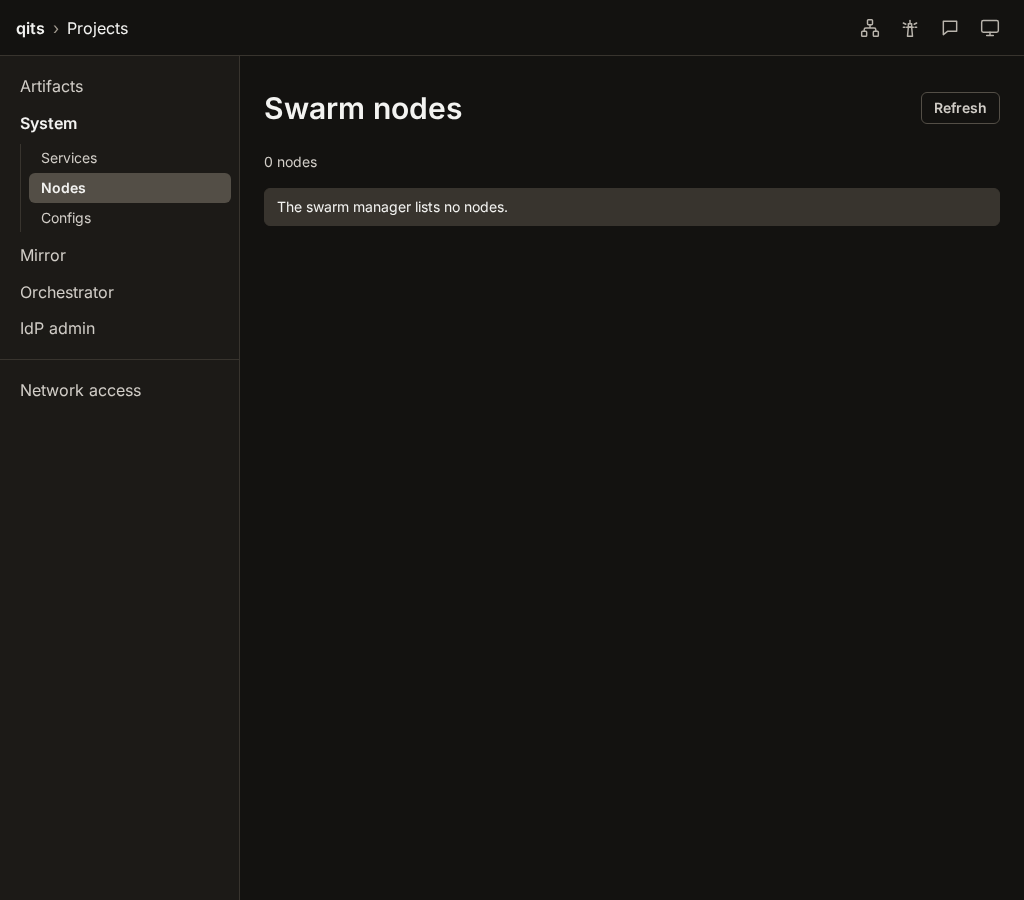 qits › Projects
Artifacts
System
Services
Nodes
Configs
Mirror
Orchestrator
IdP admin
Network access
Swarm nodes
Refresh
0 nodes
The swarm manager lists no nodes.